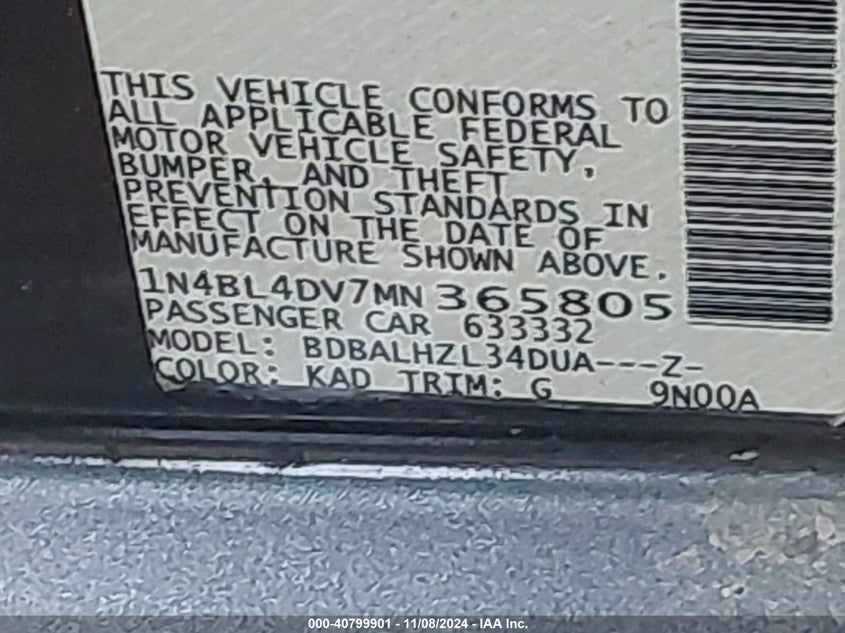 THIS VEHICLE CONFORMS TO
ALL APPLICABLE FEDERAL
MOTOR VEHICLE SAFETY,
BUMPER, AND THEFT
PREVENTION STANDARDS IN
EFFECT ON THE DATE OF
MANUFACTURE SHOWN ABOVE.
1N4BL4DV7MN365805
PASSENGER CAR 633332
MODEL: BDBALHZL34DUA---Z-
COLOR: KAD TRIM: G 9N00A
000-40799901 - 11/08/2024 - IAA Inc.